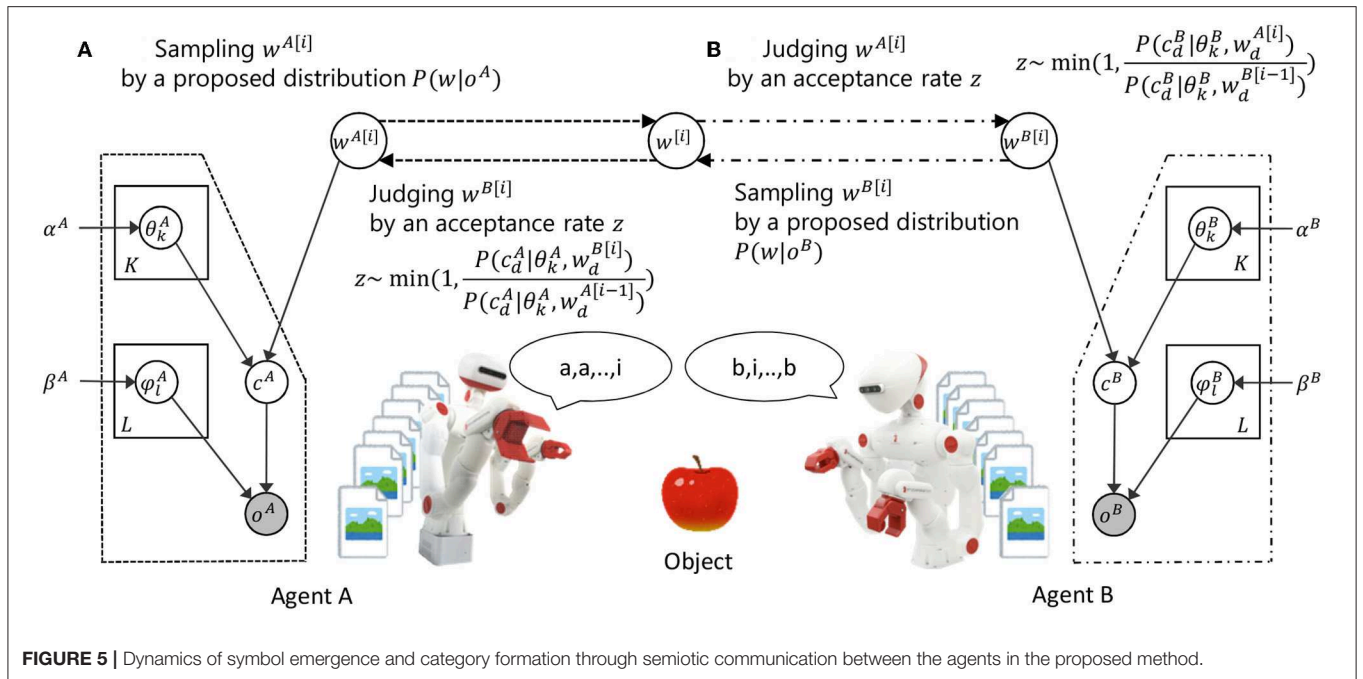 A
Sampling w^{A[i]}
by a proposed distribution P(w|o^A)
B
Judging w^{A[i]}
by an acceptance rate z
z~ min(1, P(c_d^B|θ_k^B, w_d^{A[i]}) / P(c_d^B|θ_k^B, w_d^{B[i−1]}))
w^{A[i]}
w^{[i]}
w^{B[i]}
Judging w^{B[i]}
by an acceptance rate z
z~ min(1, P(c_d^A|θ_k^A, w_d^{B[i]}) / P(c_d^A|θ_k^A, w_d^{A[i−1]}))
Sampling w^{B[i]}
by a proposed distribution
P(w|o^B)
α^A
θ_k^A
K
β^A
φ_l^A
L
c^A
o^A
a,a,..,i
b,i,..,b
θ_k^B
α^B
K
c^B
φ_l^B
β^B
L
o^B
Object
Agent A
Agent B
FIGURE 5 | Dynamics of symbol emergence and category formation through semiotic communication between the agents in the proposed method.